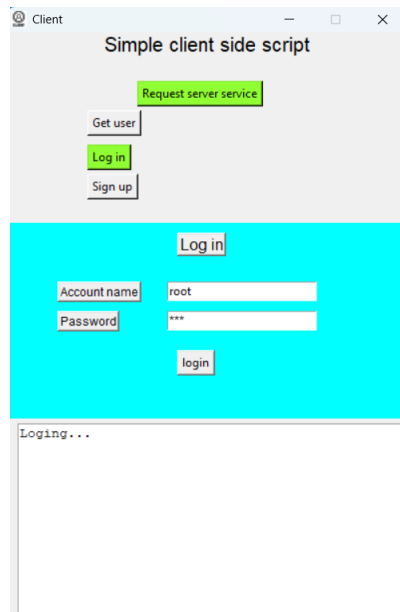 Client
Simple client side script
Request server service
Get user
Log in
Sign up
Log in
Account name root
Password ***
login
Loging...